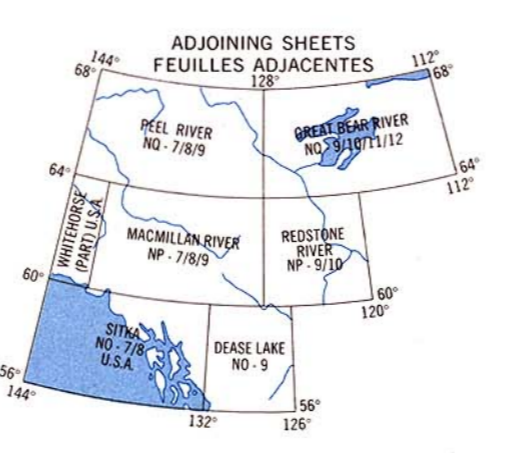 ADJOINING SHEETS
FEUILLES ADJACENTES
144°
68°
128°
112°
68°
PEEL RIVER
NQ - 7/8/9
GREAT BEAR RIVER
NQ - 9/10/11/12
64°
64°
112°
WHITEHORSE
(PART) U.S.A.
MACMILLAN RIVER
NP - 7/8/9
REDSTONE
RIVER
NP - 9/10
60°
60°
120°
SITKA
NO - 7/8
U.S.A.
DEASE LAKE
NO - 9
56°
144°
132°
56°
126°